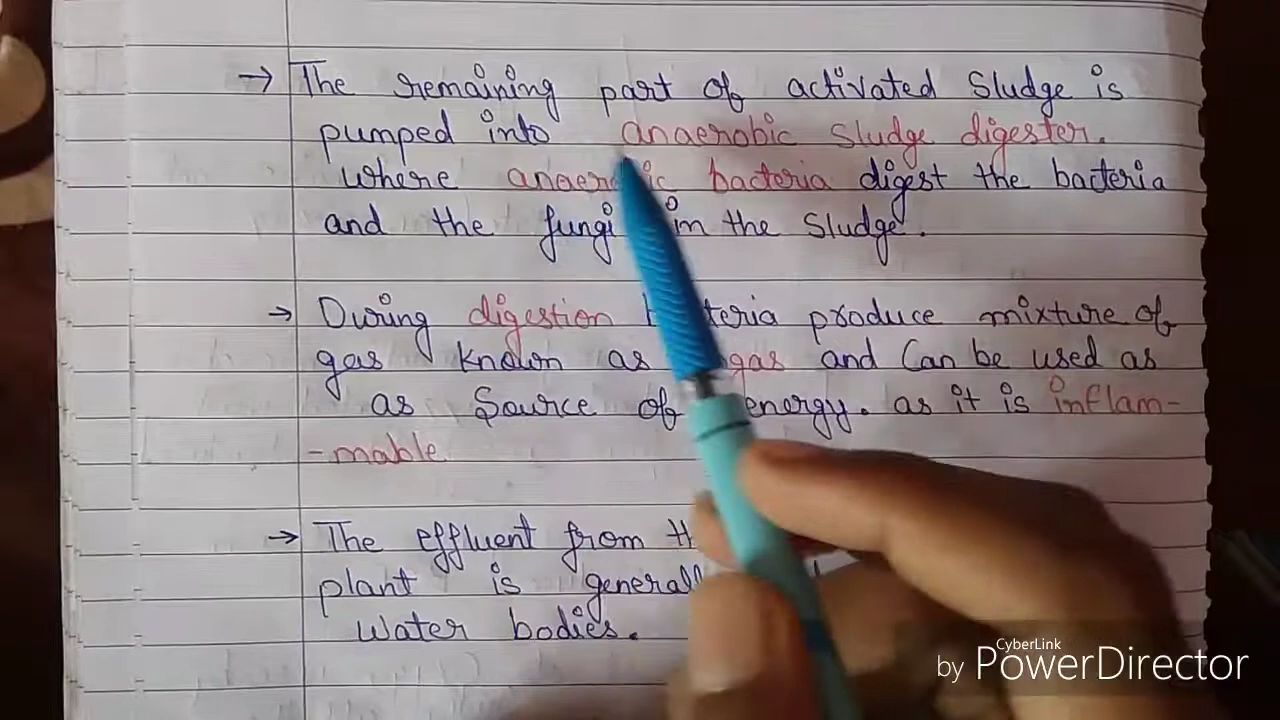 → The remaining part of activated Sludge is
pumped into anaerobic sludge digester.
where bacteria digest the bacteria
and the fungi in the sludge.
→ During digestion produce mixture of
gas known as and Can be used as
as Source of energy. as it is inflam-
-mable
→ The effluent from
plant is
water bodies.
CyberLink
by PowerDirector